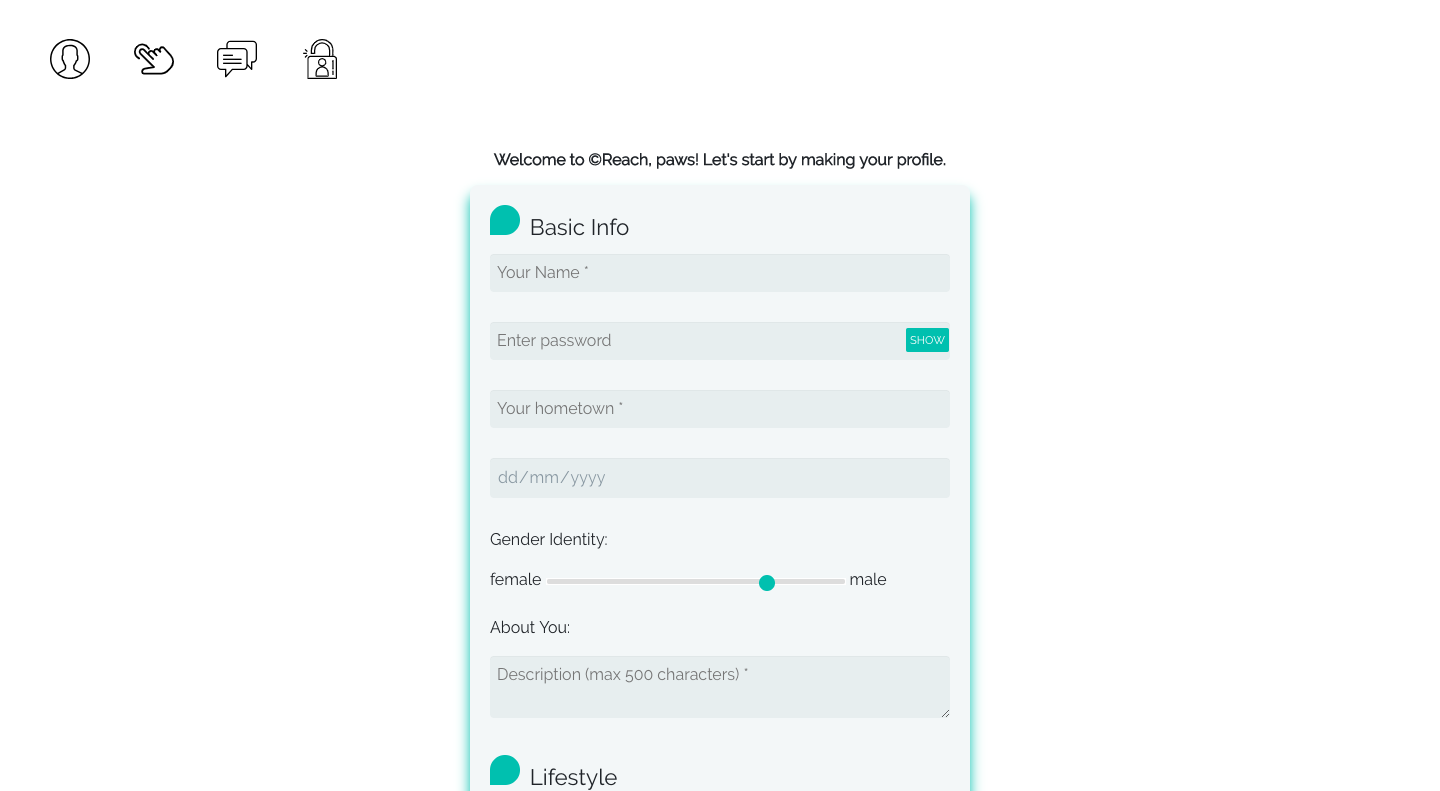 Welcome to ©Reach, paws! Let's start by making your profile.
Basic Info
Your Name *
Enter password
SHOW
Your hometown *
dd/mm/yyyy
Gender Identity:
female
male
About You:
Description (max 500 characters) *
Lifestyle